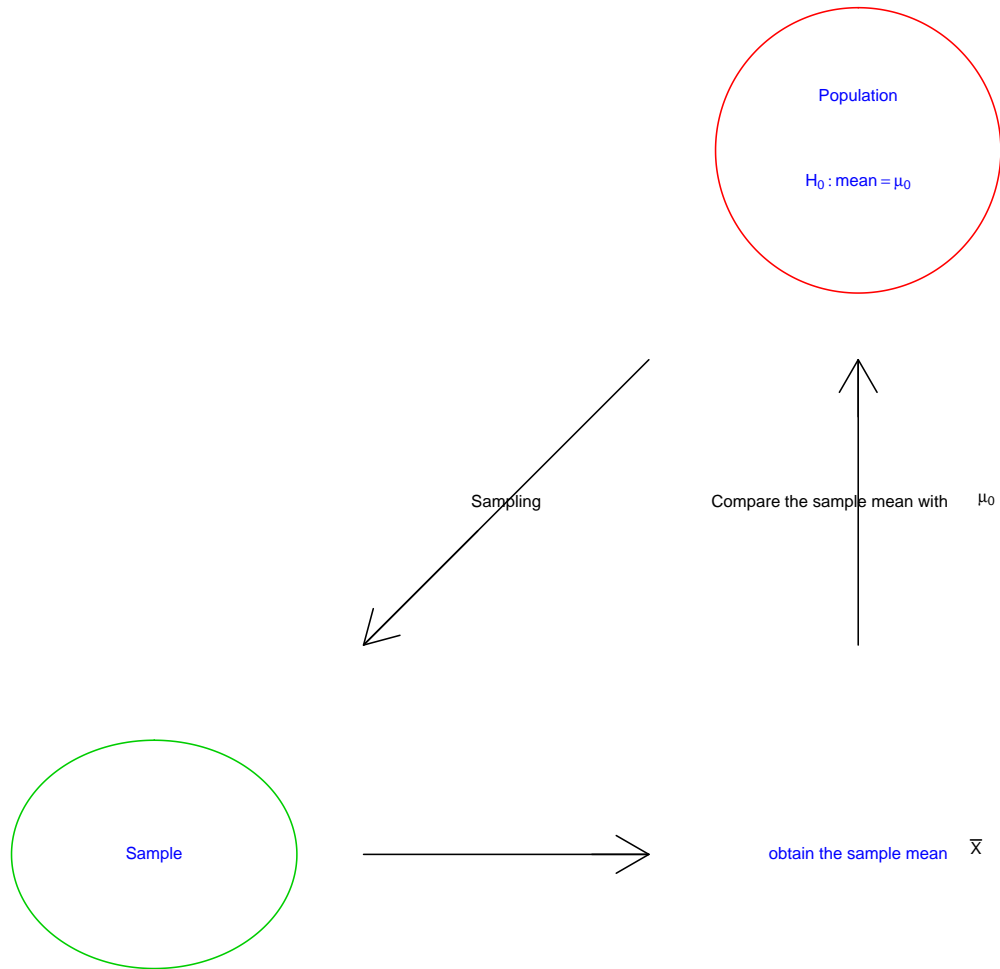 Population
H₀ : mean = μ₀
Sampling
Compare the sample mean with μ₀
Sample
obtain the sample mean X̅